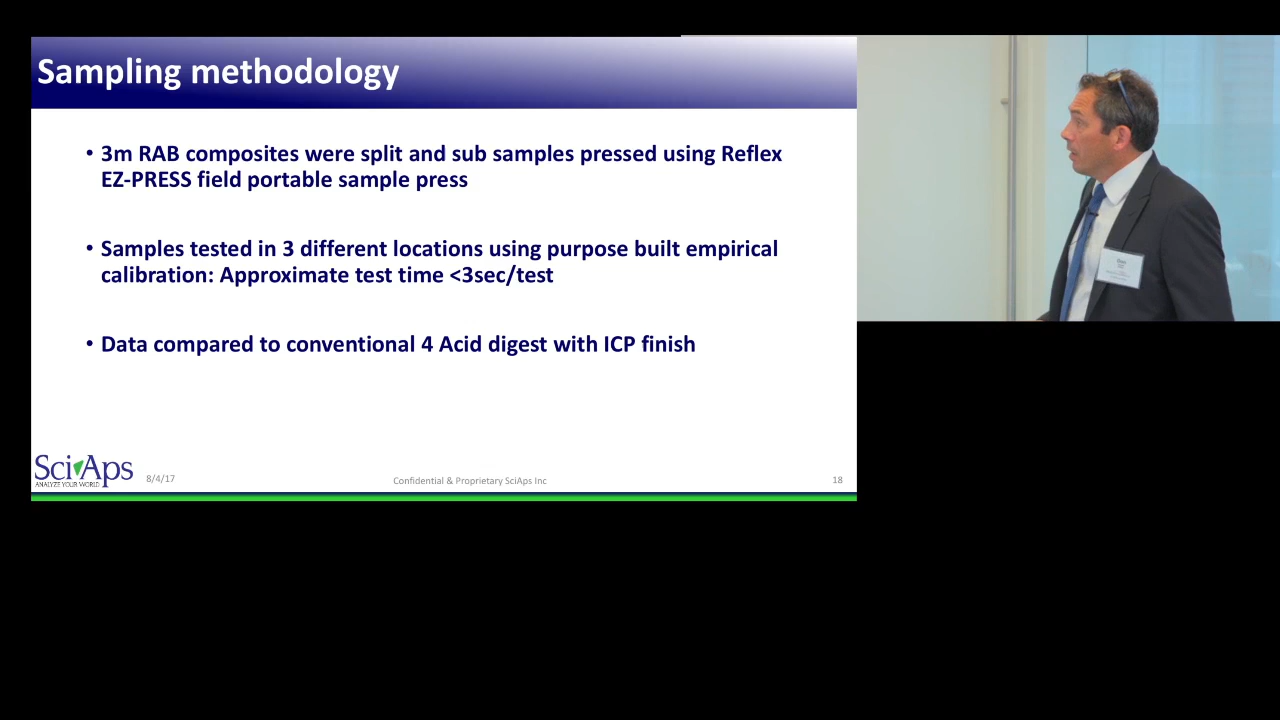 Sampling methodology
• 3m RAB composites were split and sub samples pressed using Reflex
EZ-PRESS field portable sample press
• Samples tested in 3 different locations using purpose built empirical
calibration: Approximate test time <3sec/test
• Data compared to conventional 4 Acid digest with ICP finish
SciAps
ANALYZE YOUR WORLD
8/4/17
Confidential & Proprietary SciAps Inc
18